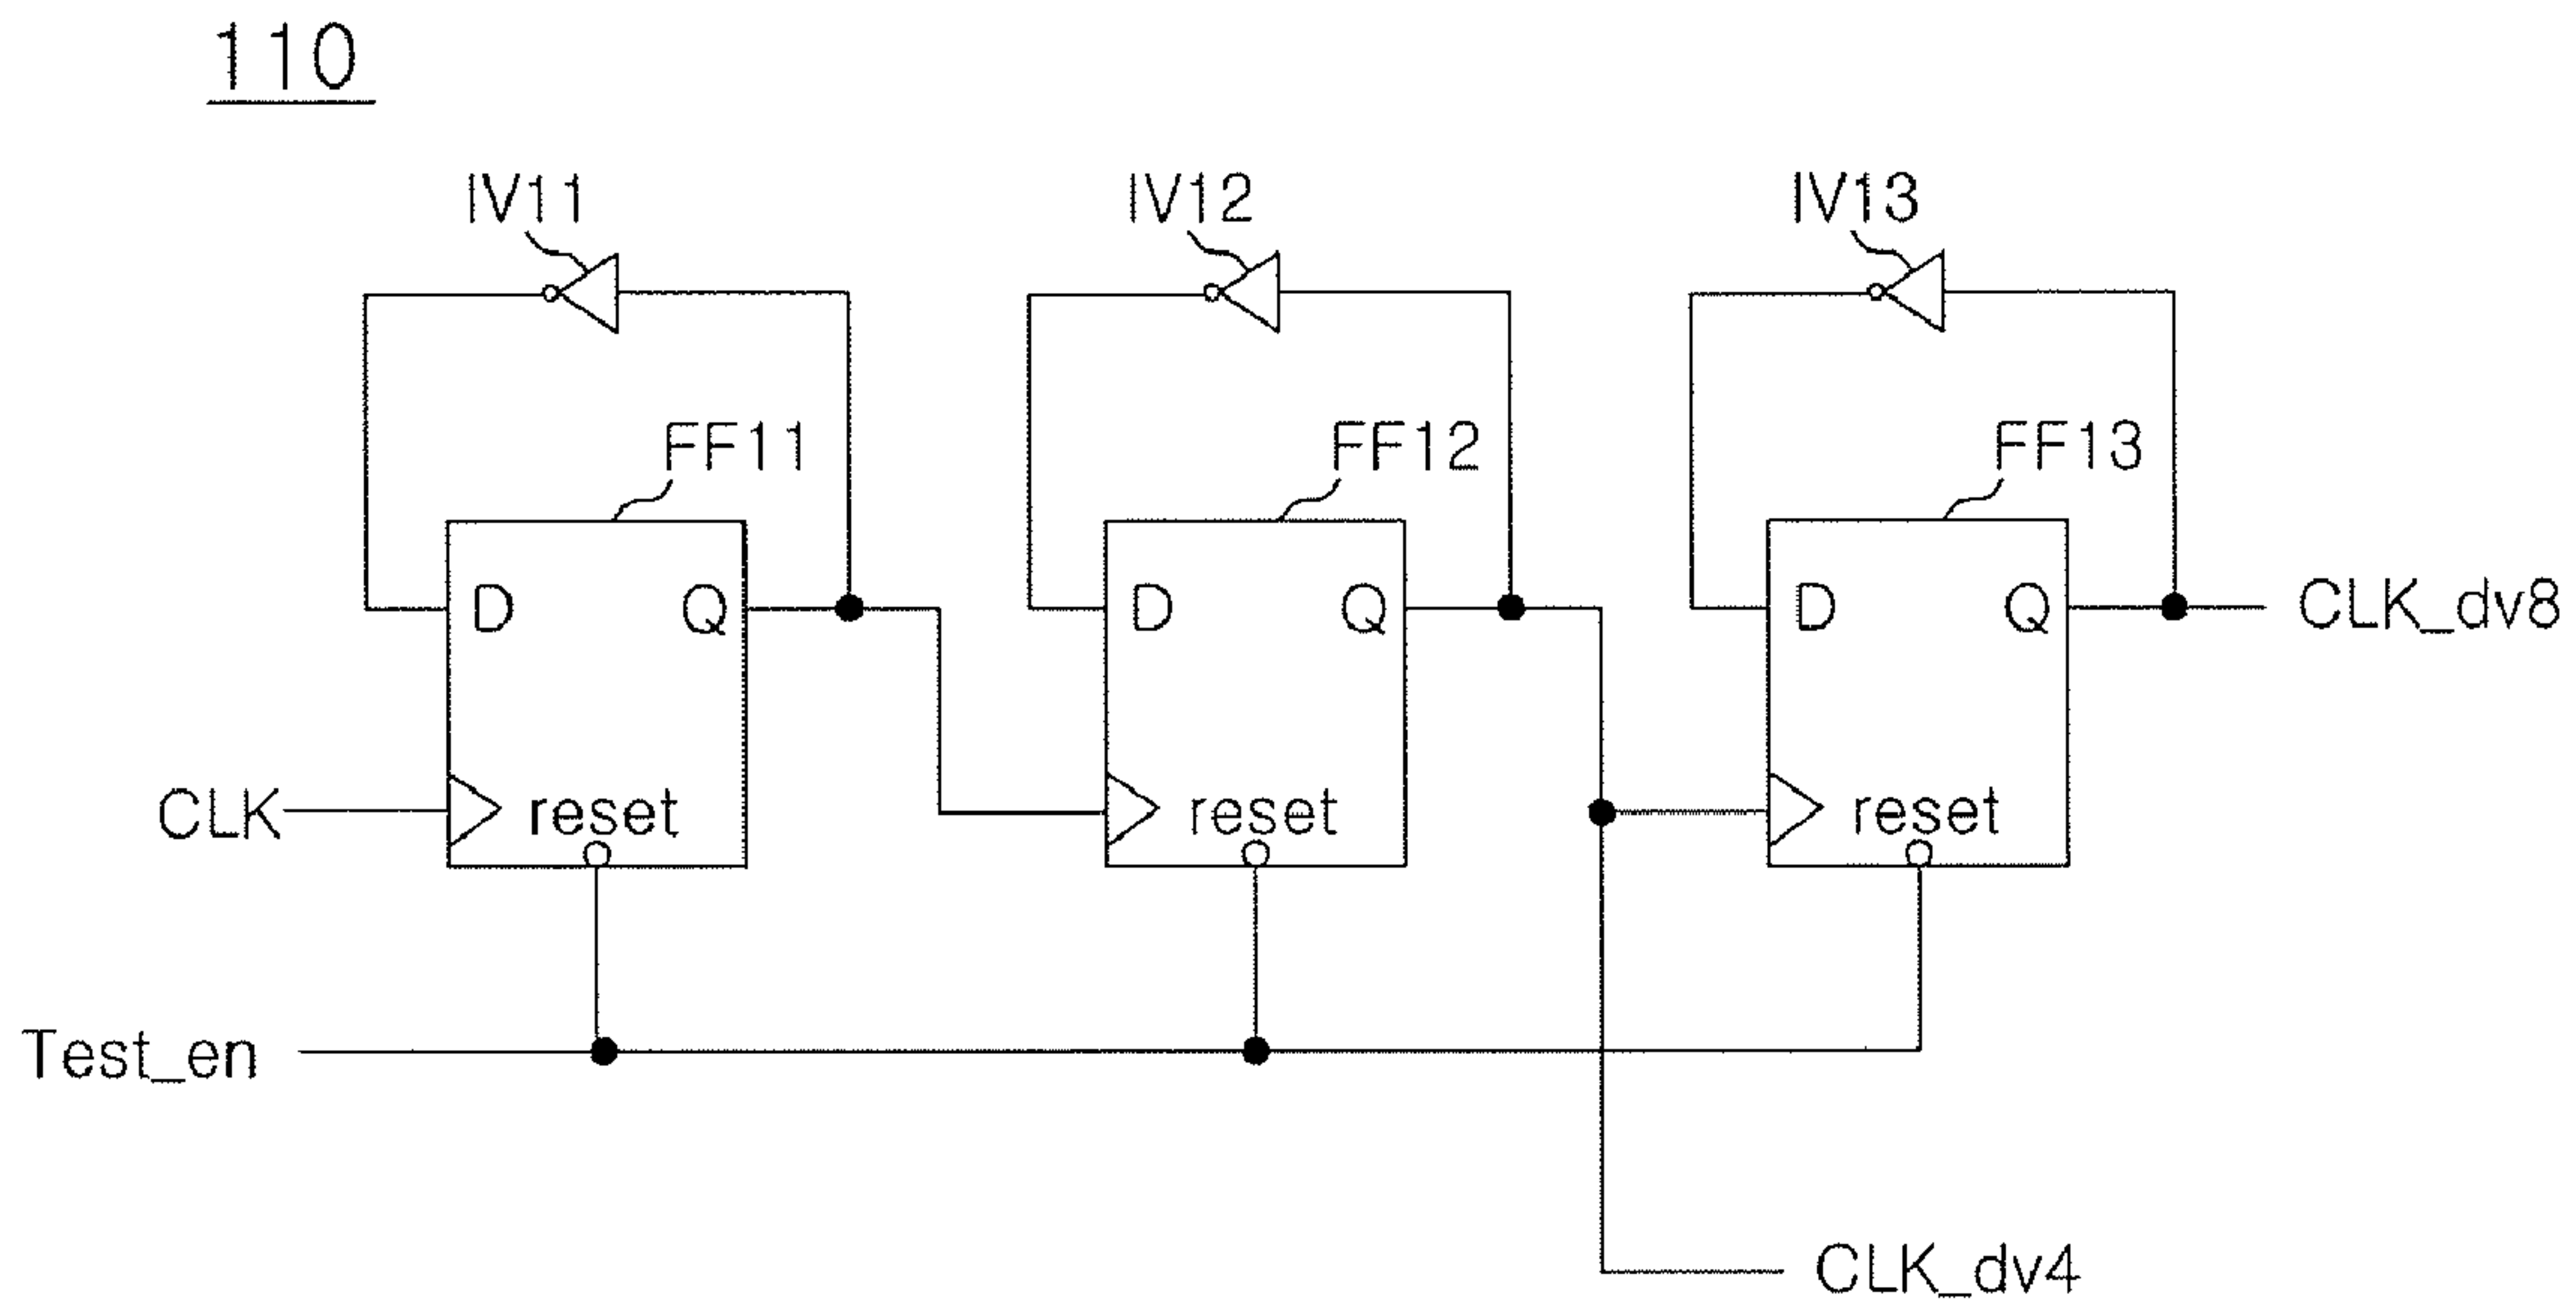 110
IV11 IV12 IV13
FF11 FF12 FF13
D Q D Q D Q CLK_dv8
CLK reset reset reset
Test_en
CLK_dv4